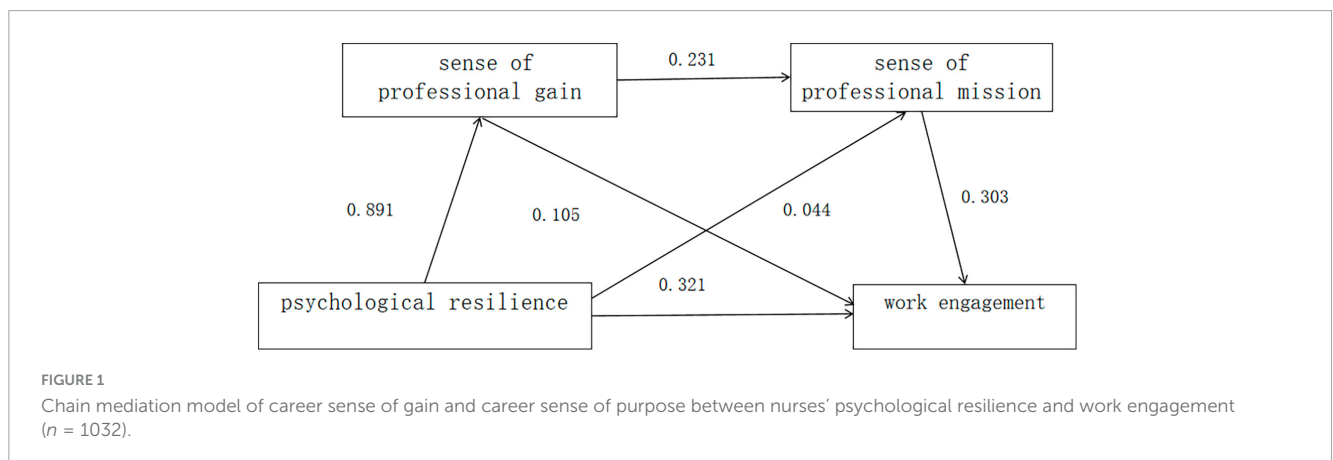 sense of
professional gain
0.231
sense of
professional mission
0.891
0.105
0.044
0.303
psychological resilience
0.321
work engagement
FIGURE 1
Chain mediation model of career sense of gain and career sense of purpose between nurses’ psychological resilience and work engagement
(n = 1032).